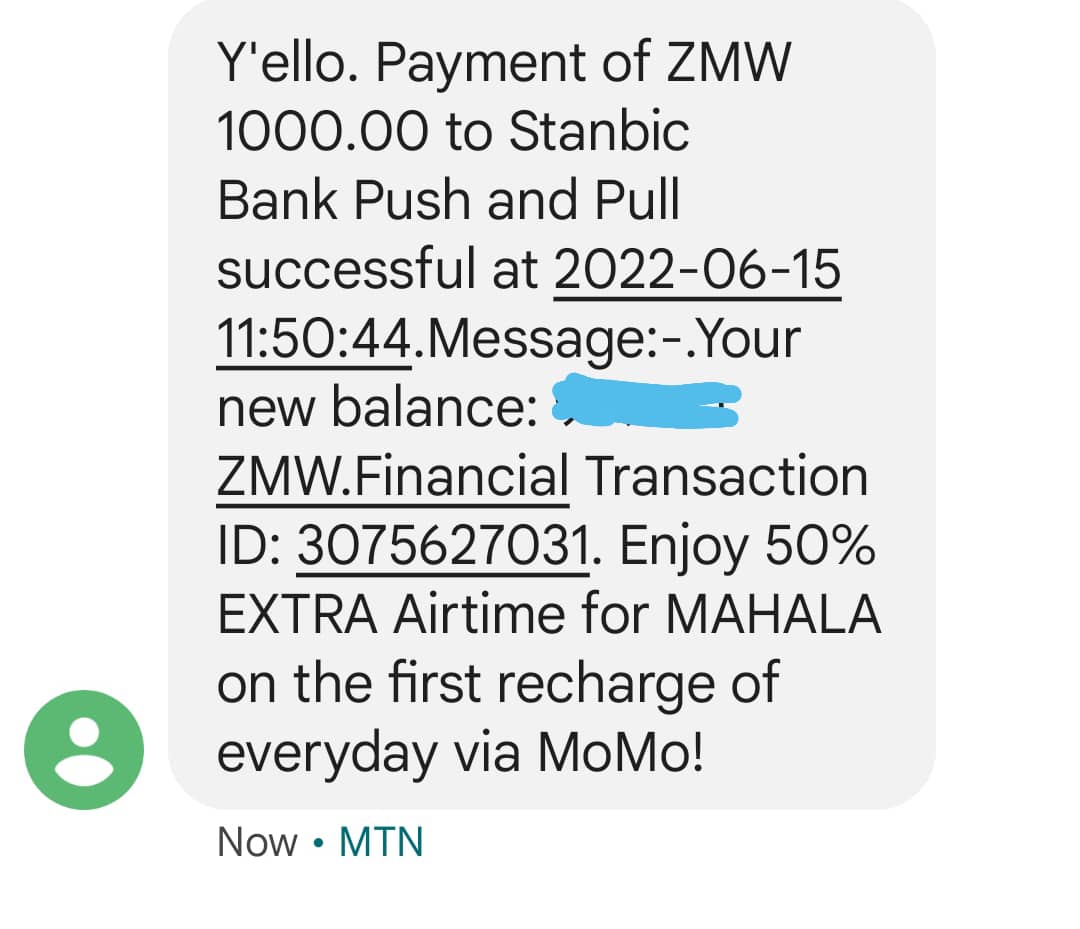 Y'ello. Payment of ZMW
1000.00 to Stanbic
Bank Push and Pull
successful at 2022-06-15
11:50:44.Message:-.Your
new balance:
ZMW.Financial Transaction
ID: 3075627031. Enjoy 50%
EXTRA Airtime for MAHALA
on the first recharge of
everyday via MoMo!
Now • MTN